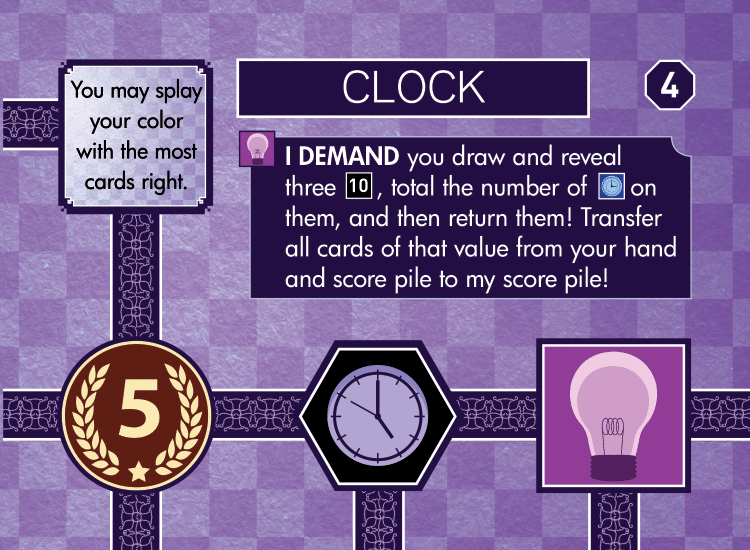 You may splay
your color
with the most
cards right.
CLOCK
4
I DEMAND you draw and reveal
three 10, total the number of on
them, and then return them! Transfer
all cards of that value from your hand
and score pile to my score pile!
5